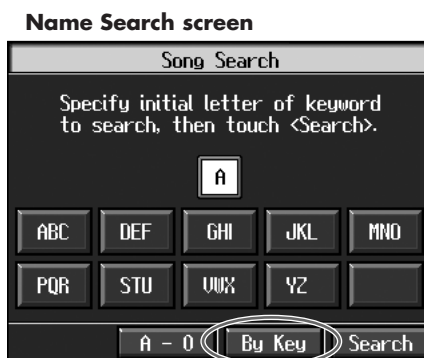 Name Search screen
Song Search
Specify initial letter of keyword
to search, then touch <Search>.
A
ABC DEF GHI JKL MNO
PQR STU VWX YZ
A - 0 By Key Search